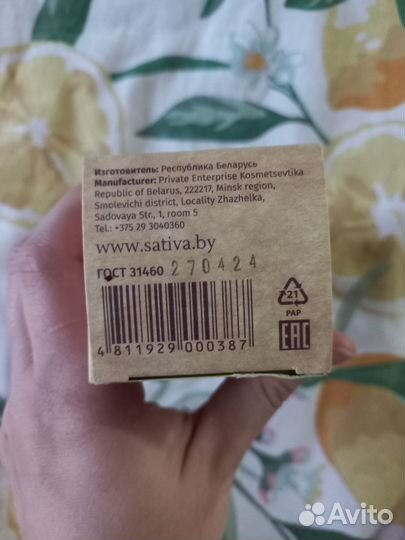 Изготовитель: Республика Беларусь
Manufacturer: Private Enterprise Kosmetsevtika
Republic of Belarus, 222217, Minsk region,
Smolevichi district, Locality Zhazhelka,
Sadovaya Str., 1, room 5
Tel.: +375 29 3040360
www.sativa.by
ГОСТ 31460 270424
21
PAP
EAC
4 811929 000387
Avito